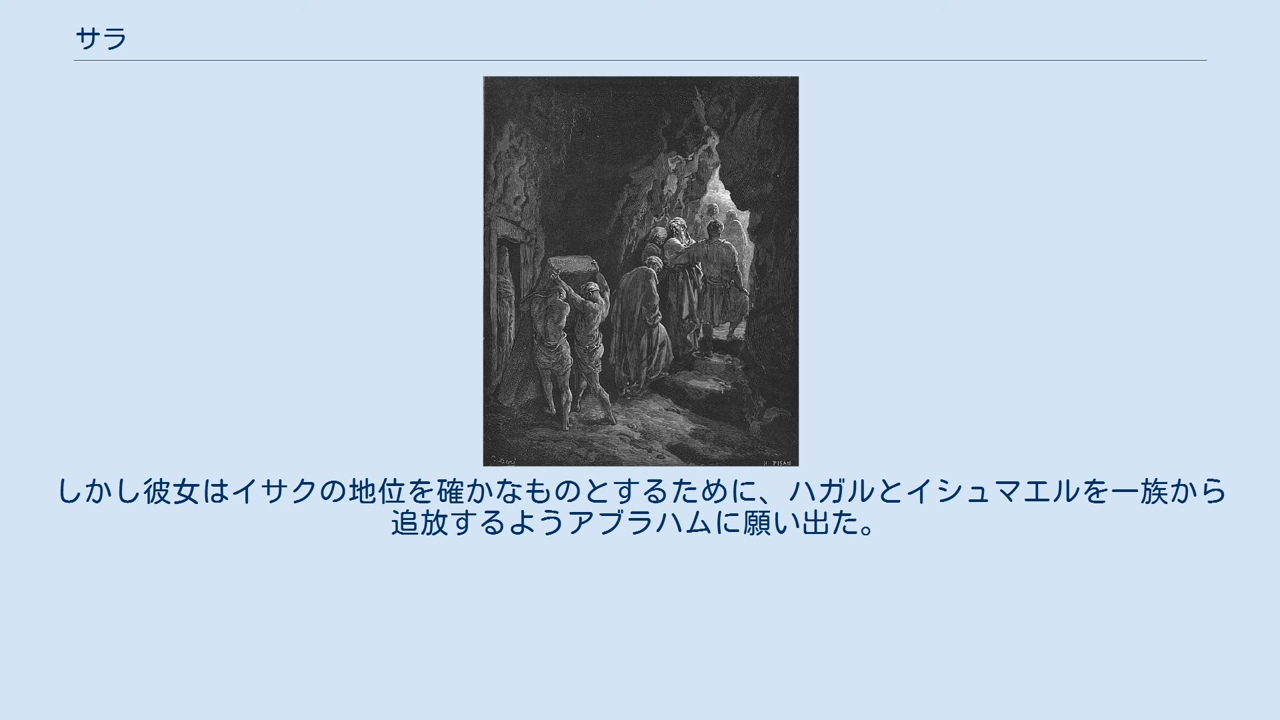 サラ
しかし彼女はイサクの地位を確かなものとするために、ハガルとイシュマエルを一族から
追放するようアブラハムに願い出た。